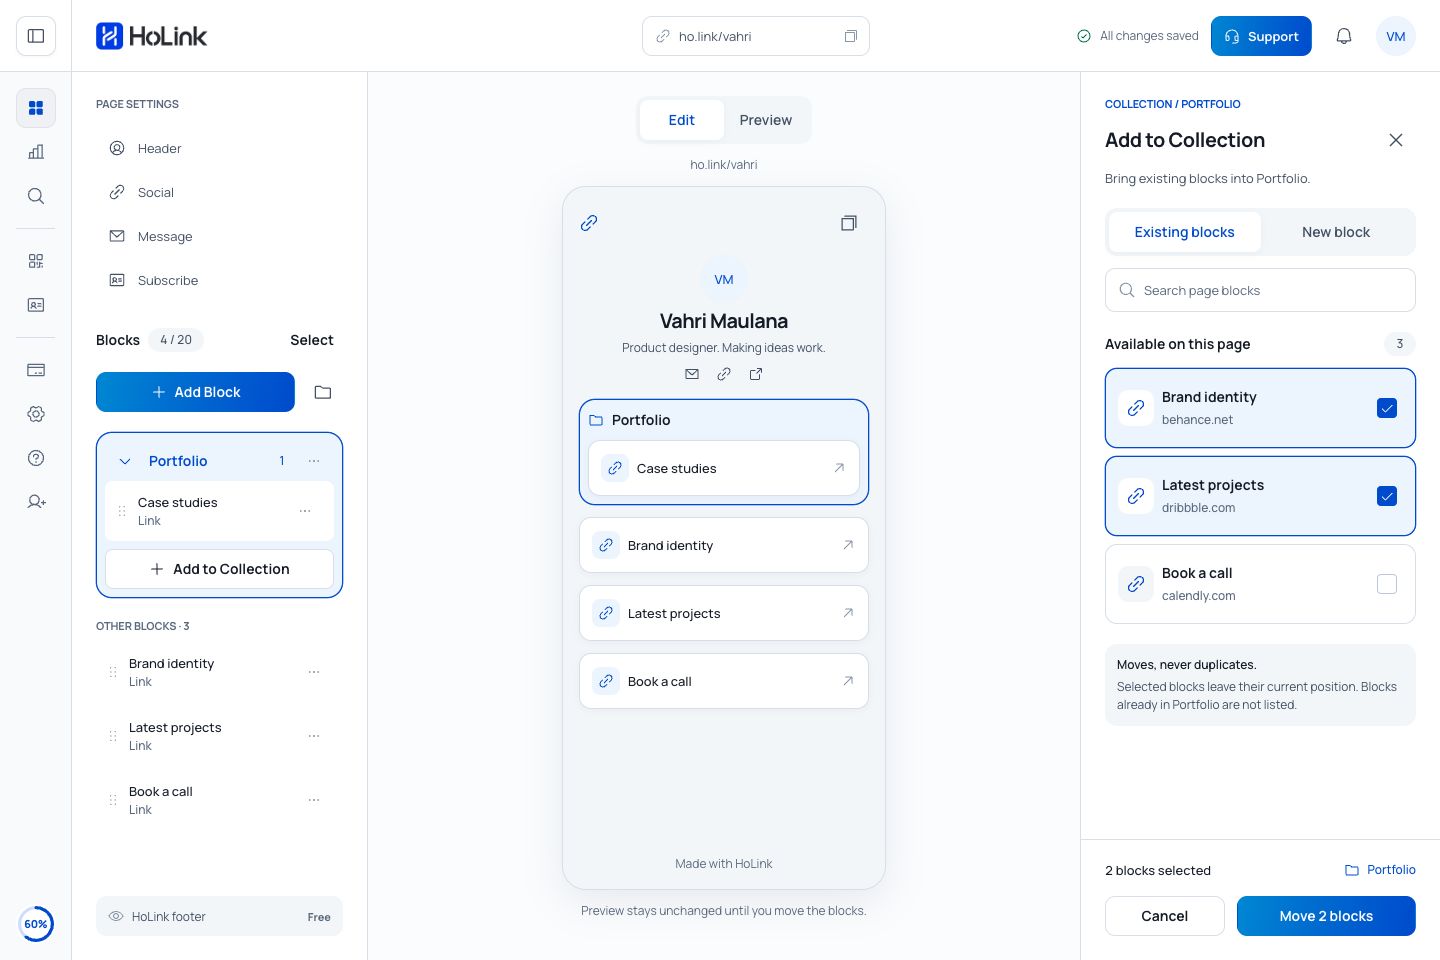 HoLink
ho.link/vahri
All changes saved
Support
VM
PAGE SETTINGS
Header
Social
Message
Subscribe
Blocks
4 / 20
Select
Add Block
Portfolio
1
Case studies
Link
Add to Collection
OTHER BLOCKS · 3
Brand identity
Link
Latest projects
Link
Book a call
Link
HoLink footer
Free
60%
Edit
Preview
ho.link/vahri
VM
Vahri Maulana
Product designer. Making ideas work.
Portfolio
Case studies
Brand identity
Latest projects
Book a call
Made with HoLink
Preview stays unchanged until you move the blocks.
COLLECTION / PORTFOLIO
Add to Collection
Bring existing blocks into Portfolio.
Existing blocks
New block
Search page blocks
Available on this page
3
Brand identity
behance.net
Latest projects
dribbble.com
Book a call
calendly.com
Moves, never duplicates.
Selected blocks leave their current position. Blocks
already in Portfolio are not listed.
2 blocks selected
Portfolio
Cancel
Move 2 blocks